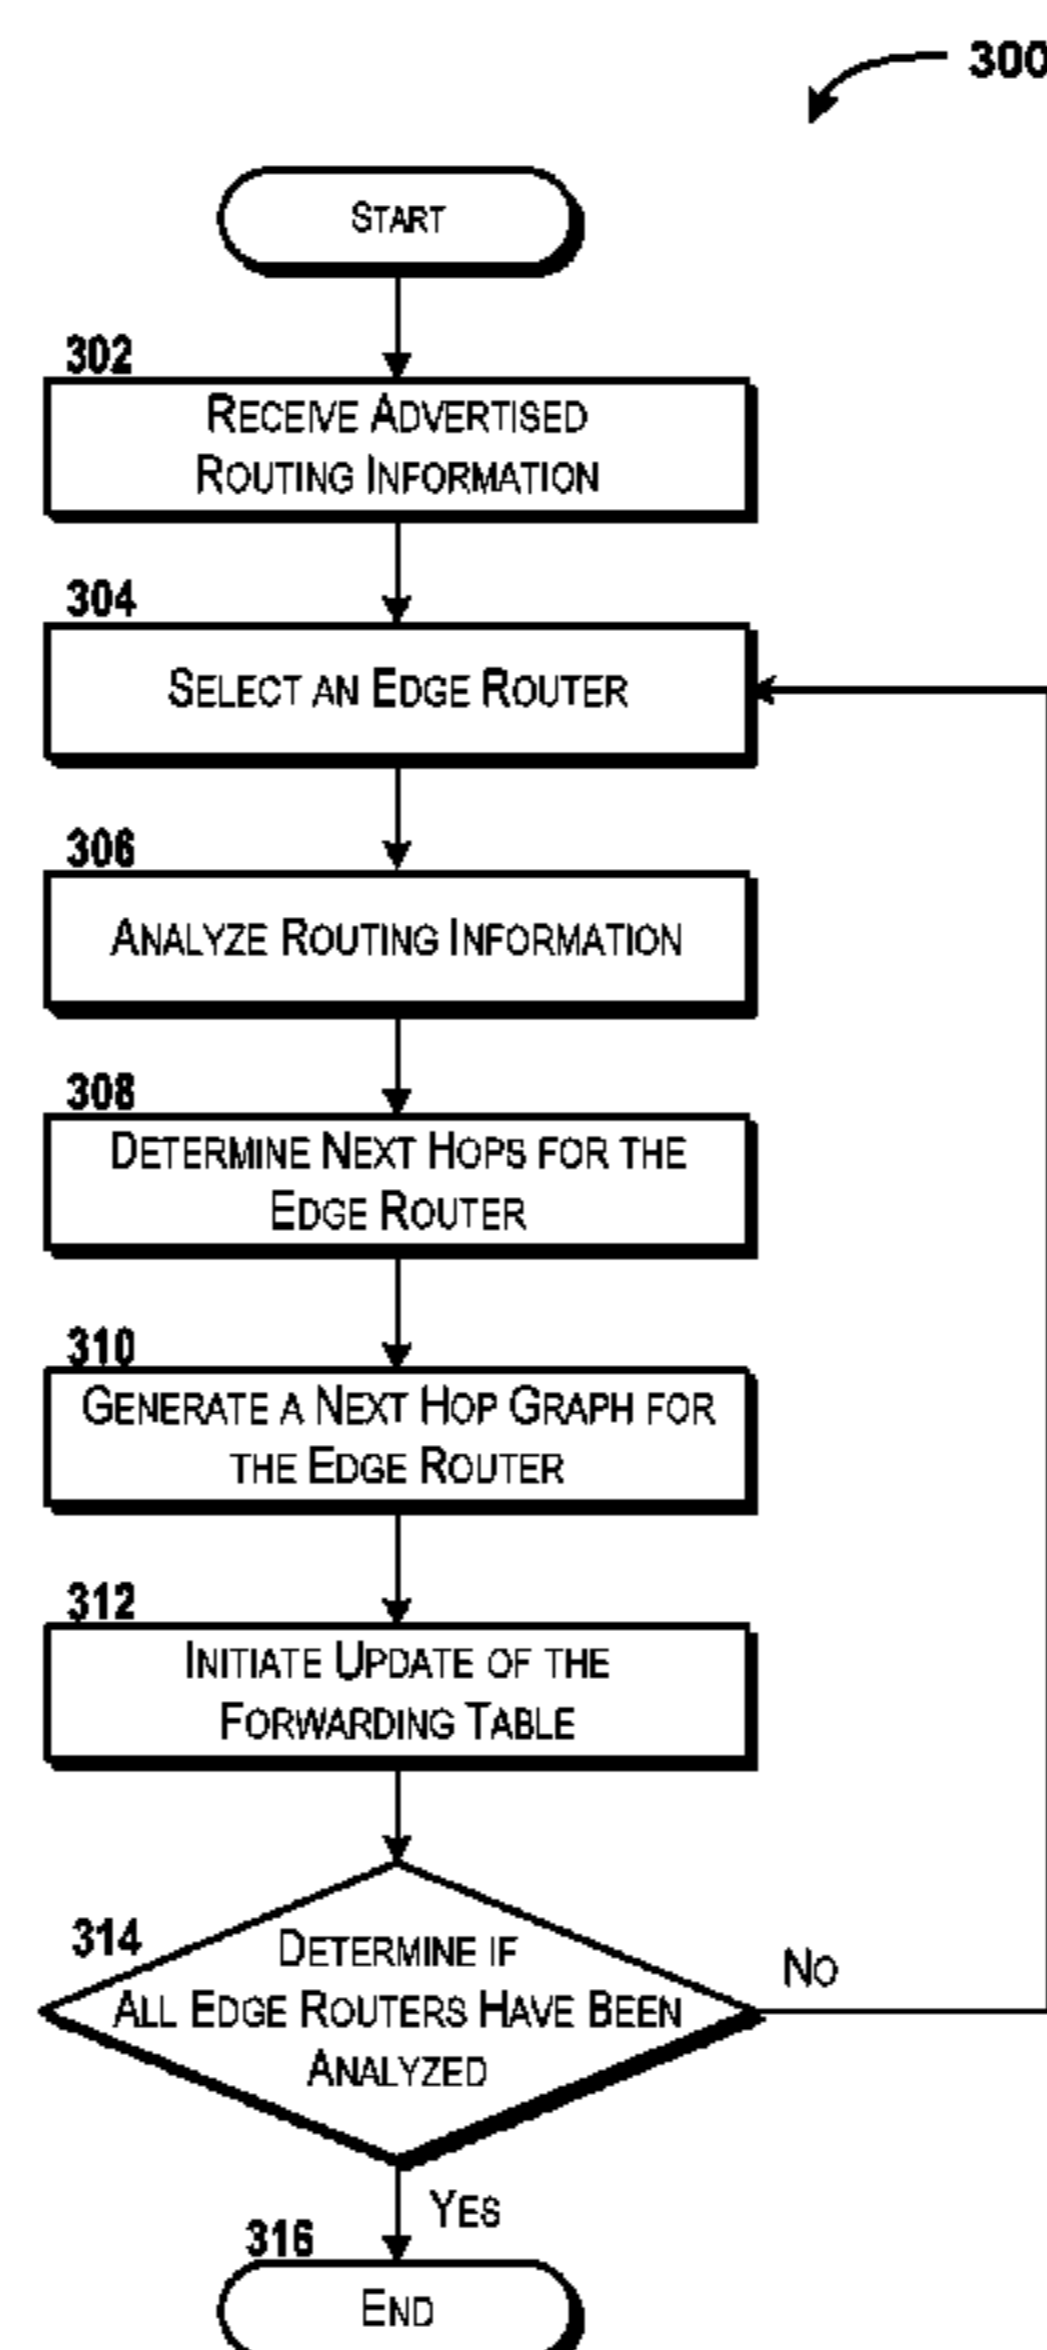 300
START
302
RECEIVE ADVERTISED
ROUTING INFORMATION
304
SELECT AN EDGE ROUTER
306
ANALYZE ROUTING INFORMATION
308
DETERMINE NEXT HOPS FOR THE
EDGE ROUTER
310
GENERATE A NEXT HOP GRAPH FOR
THE EDGE ROUTER
312
INITIATE UPDATE OF THE
FORWARDING TABLE
314
DETERMINE IF
ALL EDGE ROUTERS HAVE BEEN
ANALYZED
NO
YES
316
END